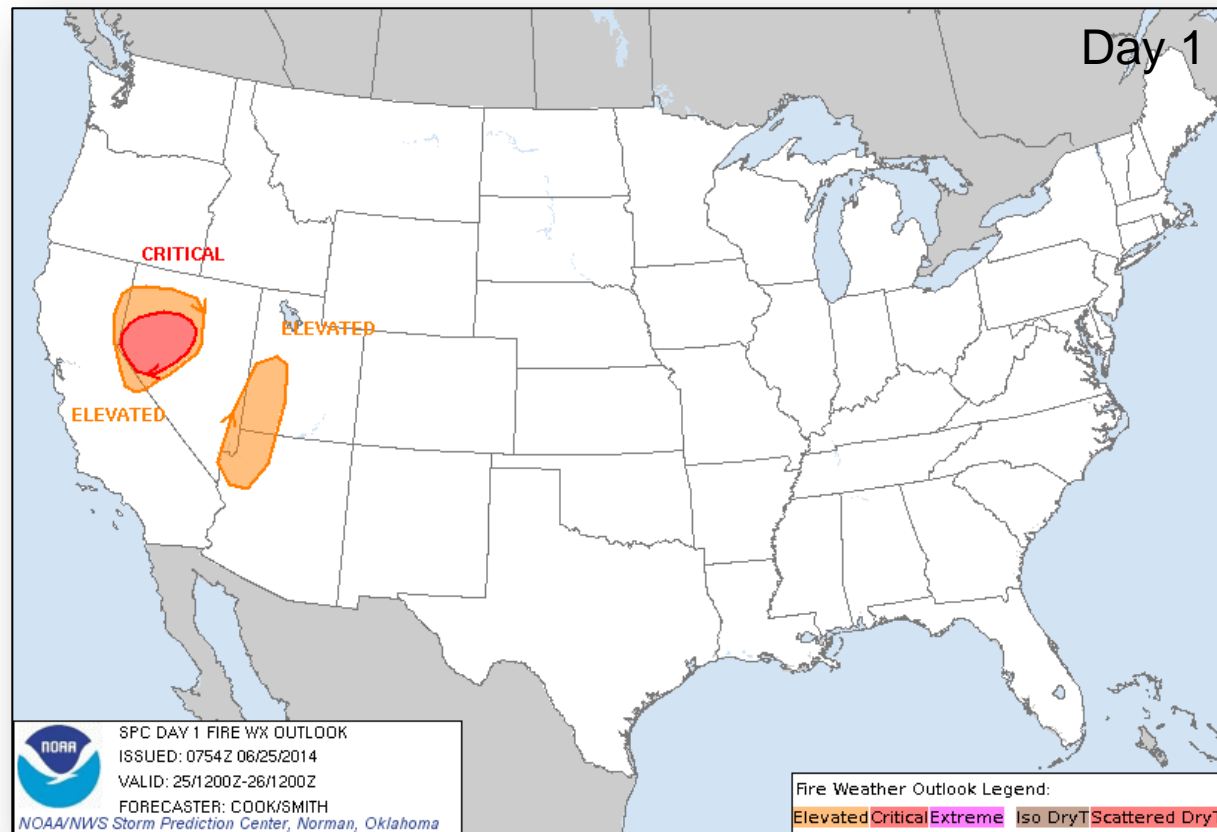 Day 1
CRITICAL
ELEVATED
ELEVATED
NOAA
SPC DAY 1 FIRE WX OUTLOOK
ISSUED: 0754Z 06/25/2014
VALID: 25/1200Z-26/1200Z
FORECASTER: COOK/SMITH
NOAA/NWS Storm Prediction Center, Norman, Oklahoma
Fire Weather Outlook Legend:
Elevated Critical Extreme Iso DryT Scattered DryT